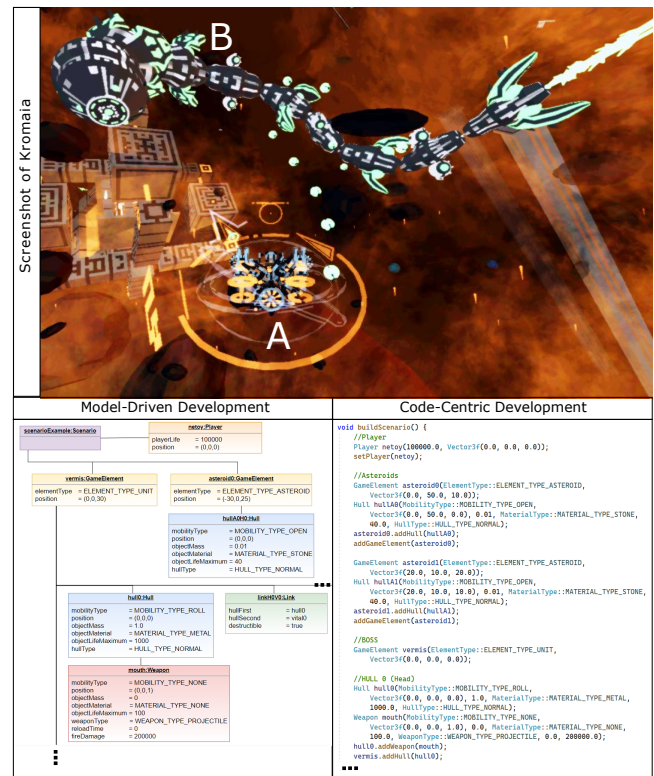 Screenshot of Kromaia
B
A
Model-Driven Development
Code-Centric Development
scenarioExample:Scenario
netoy:Player
playerLife = 100000
position = (0,0,0)
vermis:GameElement
elementType = ELEMENT_TYPE_UNIT
position = (0,0,30)
asteroid0:GameElement
elementType = ELEMENT_TYPE_ASTEROID
position = (-30,0,25)
hullA0H0:Hull
mobilityType = MOBILITY_TYPE_OPEN
position = (0,0,0)
objectMass = 0.01
objectMaterial = MATERIAL_TYPE_STONE
objectLifeMaximum = 40
hullType = HULL_TYPE_NORMAL
hull0:Hull
mobilityType = MOBILITY_TYPE_ROLL
position = (0,0,0)
objectMass = 1.0
objectMaterial = MATERIAL_TYPE_METAL
objectLifeMaximum = 1000
hullType = HULL_TYPE_NORMAL
linkH0V0:Link
hullFirst = hull0
hullSecond = vital0
destructible = true
mouth:Weapon
mobilityType = MOBILITY_TYPE_NONE
position = (0,0,1)
objectMass = 0
objectMaterial = MATERIAL_TYPE_NONE
objectLifeMaximum = 100
weaponType = WEAPON_TYPE_PROJECTILE
reloadTime = 0
fireDamage = 200000
void buildScenario() {
//Player
Player netoy(100000.0, Vector3f(0.0, 0.0, 0.0));
setPlayer(netoy);
//Asteroids
GameElement asteroid0(ElementType::ELEMENT_TYPE_ASTEROID,
Vector3f(0.0, 50.0, 10.0));
Hull hullA0(MobilityType::MOBILITY_TYPE_OPEN,
Vector3f(0.0, 50.0, 0.0), 0.01, MaterialType::MATERIAL_TYPE_STONE,
40.0, HullType::HULL_TYPE_NORMAL);
asteroid0.addHull(hullA0);
addGameElement(asteroid0);
GameElement asteroid1(ElementType::ELEMENT_TYPE_ASTEROID,
Vector3f(20.0, 10.0, 20.0));
Hull hullA1(MobilityType::MOBILITY_TYPE_OPEN,
Vector3f(20.0, 10.0, 10.0), 0.01, MaterialType::MATERIAL_TYPE_STONE,
40.0, HullType::HULL_TYPE_NORMAL);
asteroid1.addHull(hullA1);
addGameElement(asteroid1);
//BOSS
GameElement vermis(ElementType::ELEMENT_TYPE_UNIT,
Vector3f(0.0, 0.0, 0.0));
//HULL 0 (Head)
Hull hull0(MobilityType::MOBILITY_TYPE_ROLL,
Vector3f(0.0, 0.0, 0.0), 1.0, MaterialType::MATERIAL_TYPE_METAL,
1000.0, HullType::HULL_TYPE_NORMAL);
Weapon mouth(MobilityType::MOBILITY_TYPE_NONE,
Vector3f(0.0, 0.0, 1.0), 0.0, MaterialType::MATERIAL_TYPE_NONE,
100.0, WeaponType::WEAPON_TYPE_PROJECTILE, 0.0, 200000.0);
hull0.addWeapon(mouth);
vermis.addHull(hull0);